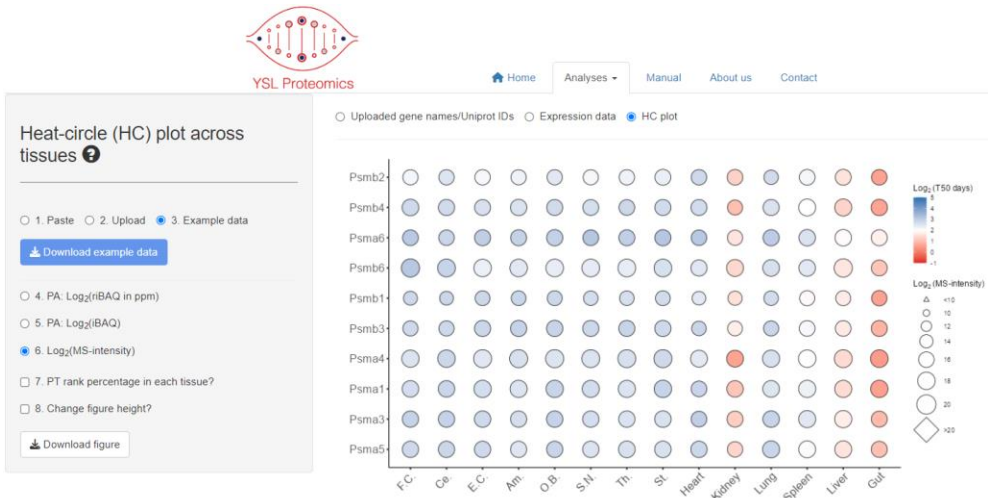 YSL Proteomics
Home Analyses Manual About us Contact
Heat-circle (HC) plot across
tissues ?
1. Paste 2. Upload 3. Example data
Download example data
4. PA: Log2(riBAQ in ppm)
5. PA: Log2(iBAQ)
6. Log2(MS-intensity)
7. PT rank percentage in each tissue?
8. Change figure height?
Download figure
Uploaded gene names/Uniprot IDs Expression data HC plot
Psmb2
Psmb4
Psma6
Psmb6
Psmb1
Psmb3
Psma4
Psma1
Psma3
Psma5
F.C. Ce. E.C. Am. O.B. S.N. Th. St. Heart Kidney Lung Spleen Liver Gut
Log2(T50 days)
5
4
3
2
1
0
-1
Log2(MS-intensity)
<10
10
12
14
16
18
20
>20